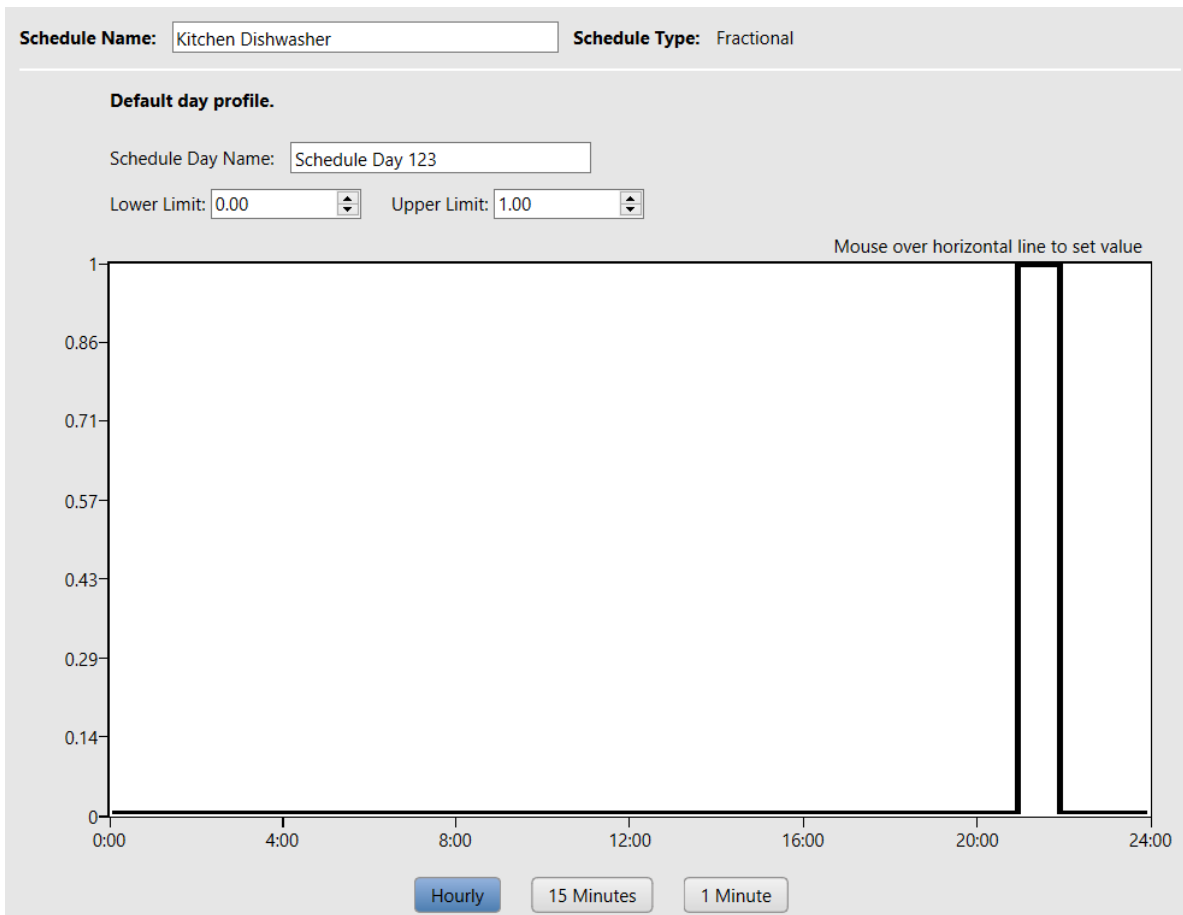 Schedule Name: Kitchen Dishwasher Schedule Type: Fractional
Default day profile.
Schedule Day Name: Schedule Day 123
Lower Limit: 0.00 Upper Limit: 1.00
Mouse over horizontal line to set value
1
0.86
0.71
0.57
0.43
0.29
0.14
0
0:00 4:00 8:00 12:00 16:00 20:00 24:00
Hourly 15 Minutes 1 Minute